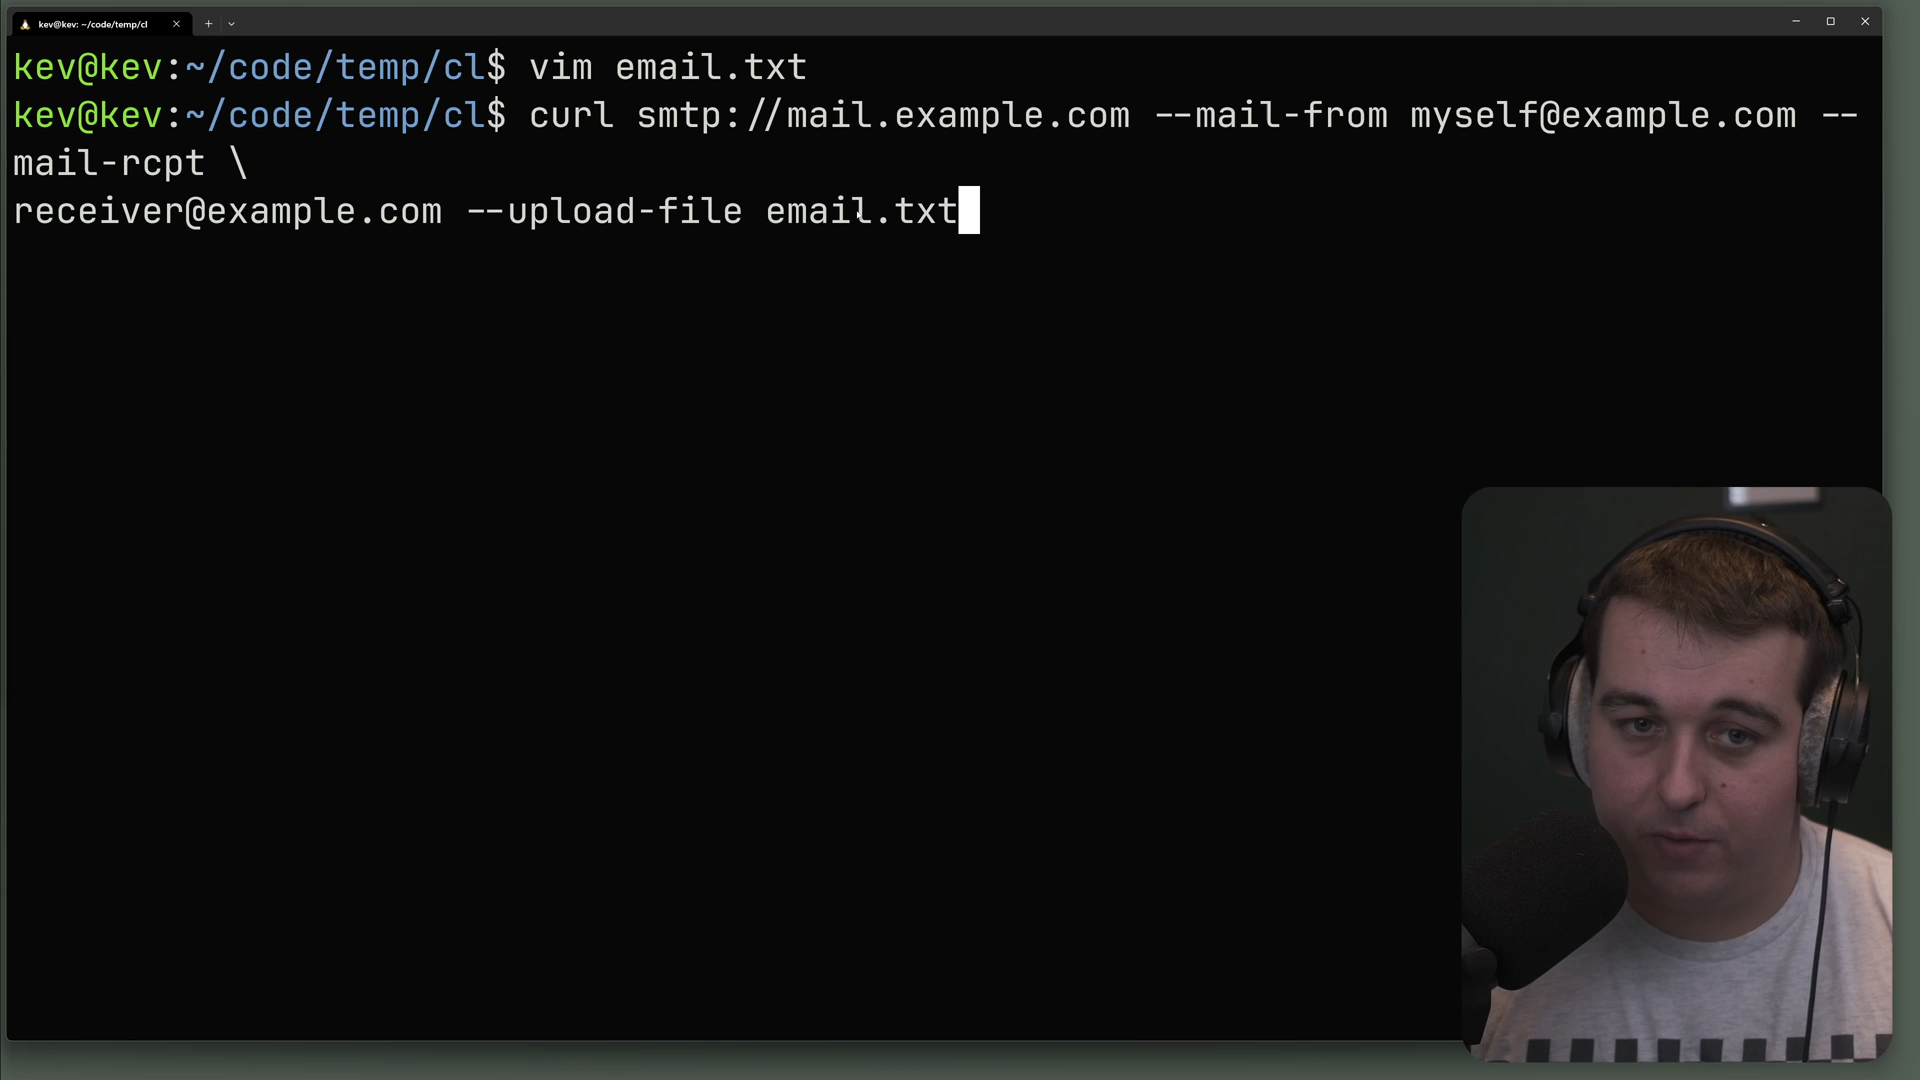 kev@kev: ~/code/temp/cl
kev@kev:~/code/temp/cl$ vim email.txt
kev@kev:~/code/temp/cl$ curl smtp://mail.example.com --mail-from myself@example.com --
mail-rcpt \
receiver@example.com --upload-file email.txt